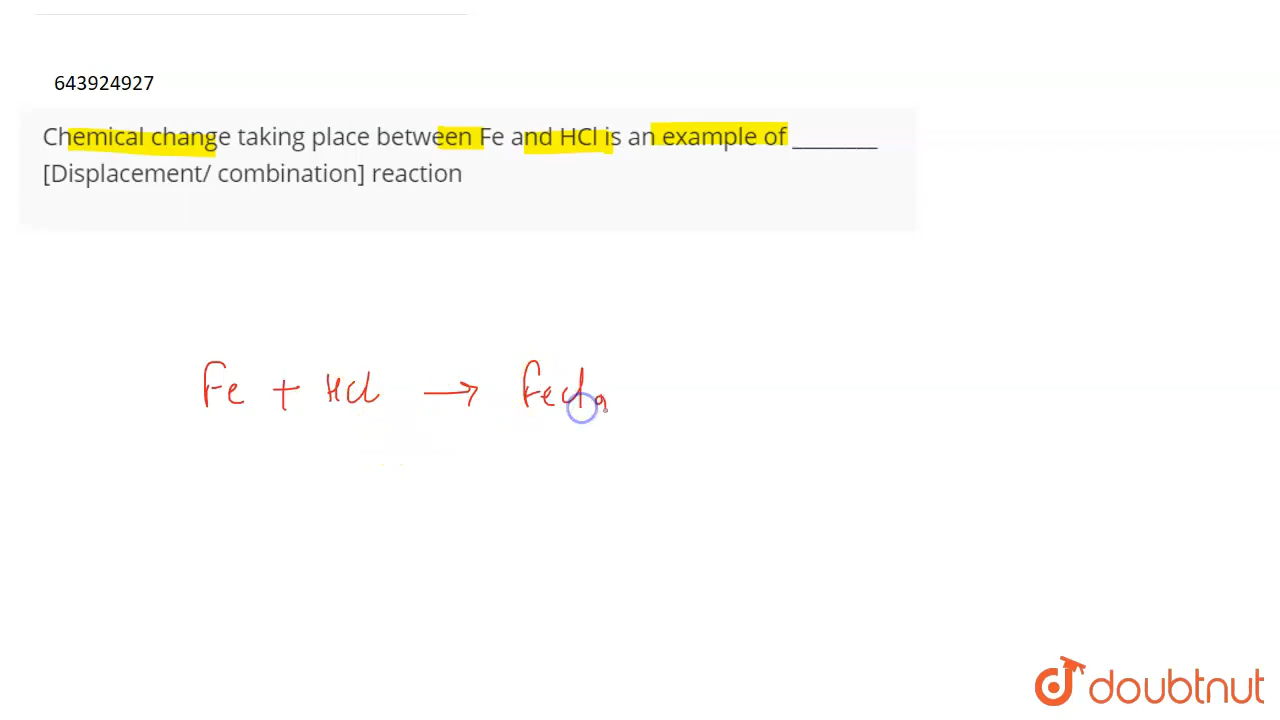 643924927
Chemical change taking place between Fe and HCl is an example of ________
[Displacement/ combination] reaction
Fe + HCl → FeCl2
doubtnut